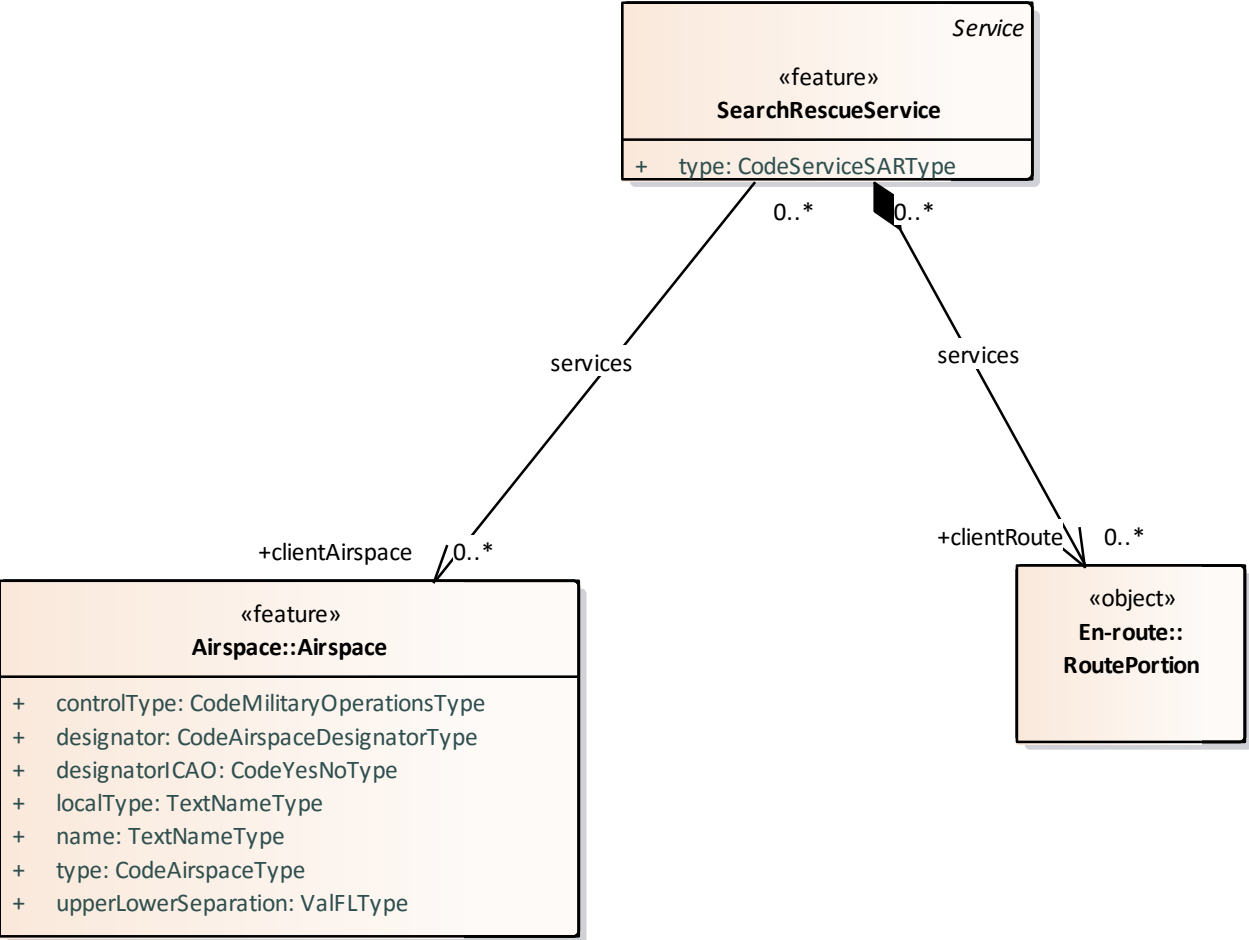 Service
«feature»
SearchRescueService
+ type: CodeServiceSARType
0..*
0..*
services
services
+clientAirspace
0..*
+clientRoute
0..*
«feature»
Airspace::Airspace
+ controlType: CodeMilitaryOperationsType
+ designator: CodeAirspaceDesignatorType
+ designatorICAO: CodeYesNoType
+ localType: TextNameType
+ name: TextNameType
+ type: CodeAirspaceType
+ upperLowerSeparation: ValFLType
«object»
En-route::
RoutePortion